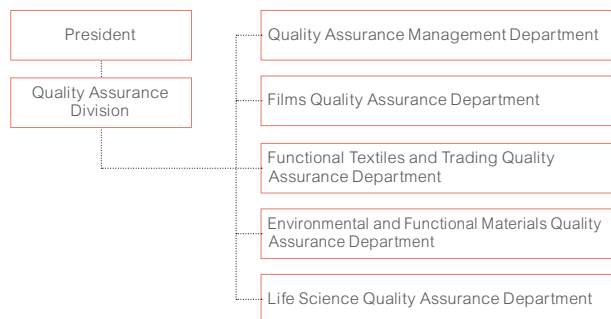 President
Quality Assurance
Division
Quality Assurance Management Department
Films Quality Assurance Department
Functional Textiles and Trading Quality
Assurance Department
Environmental and Functional Materials Quality
Assurance Department
Life Science Quality Assurance Department